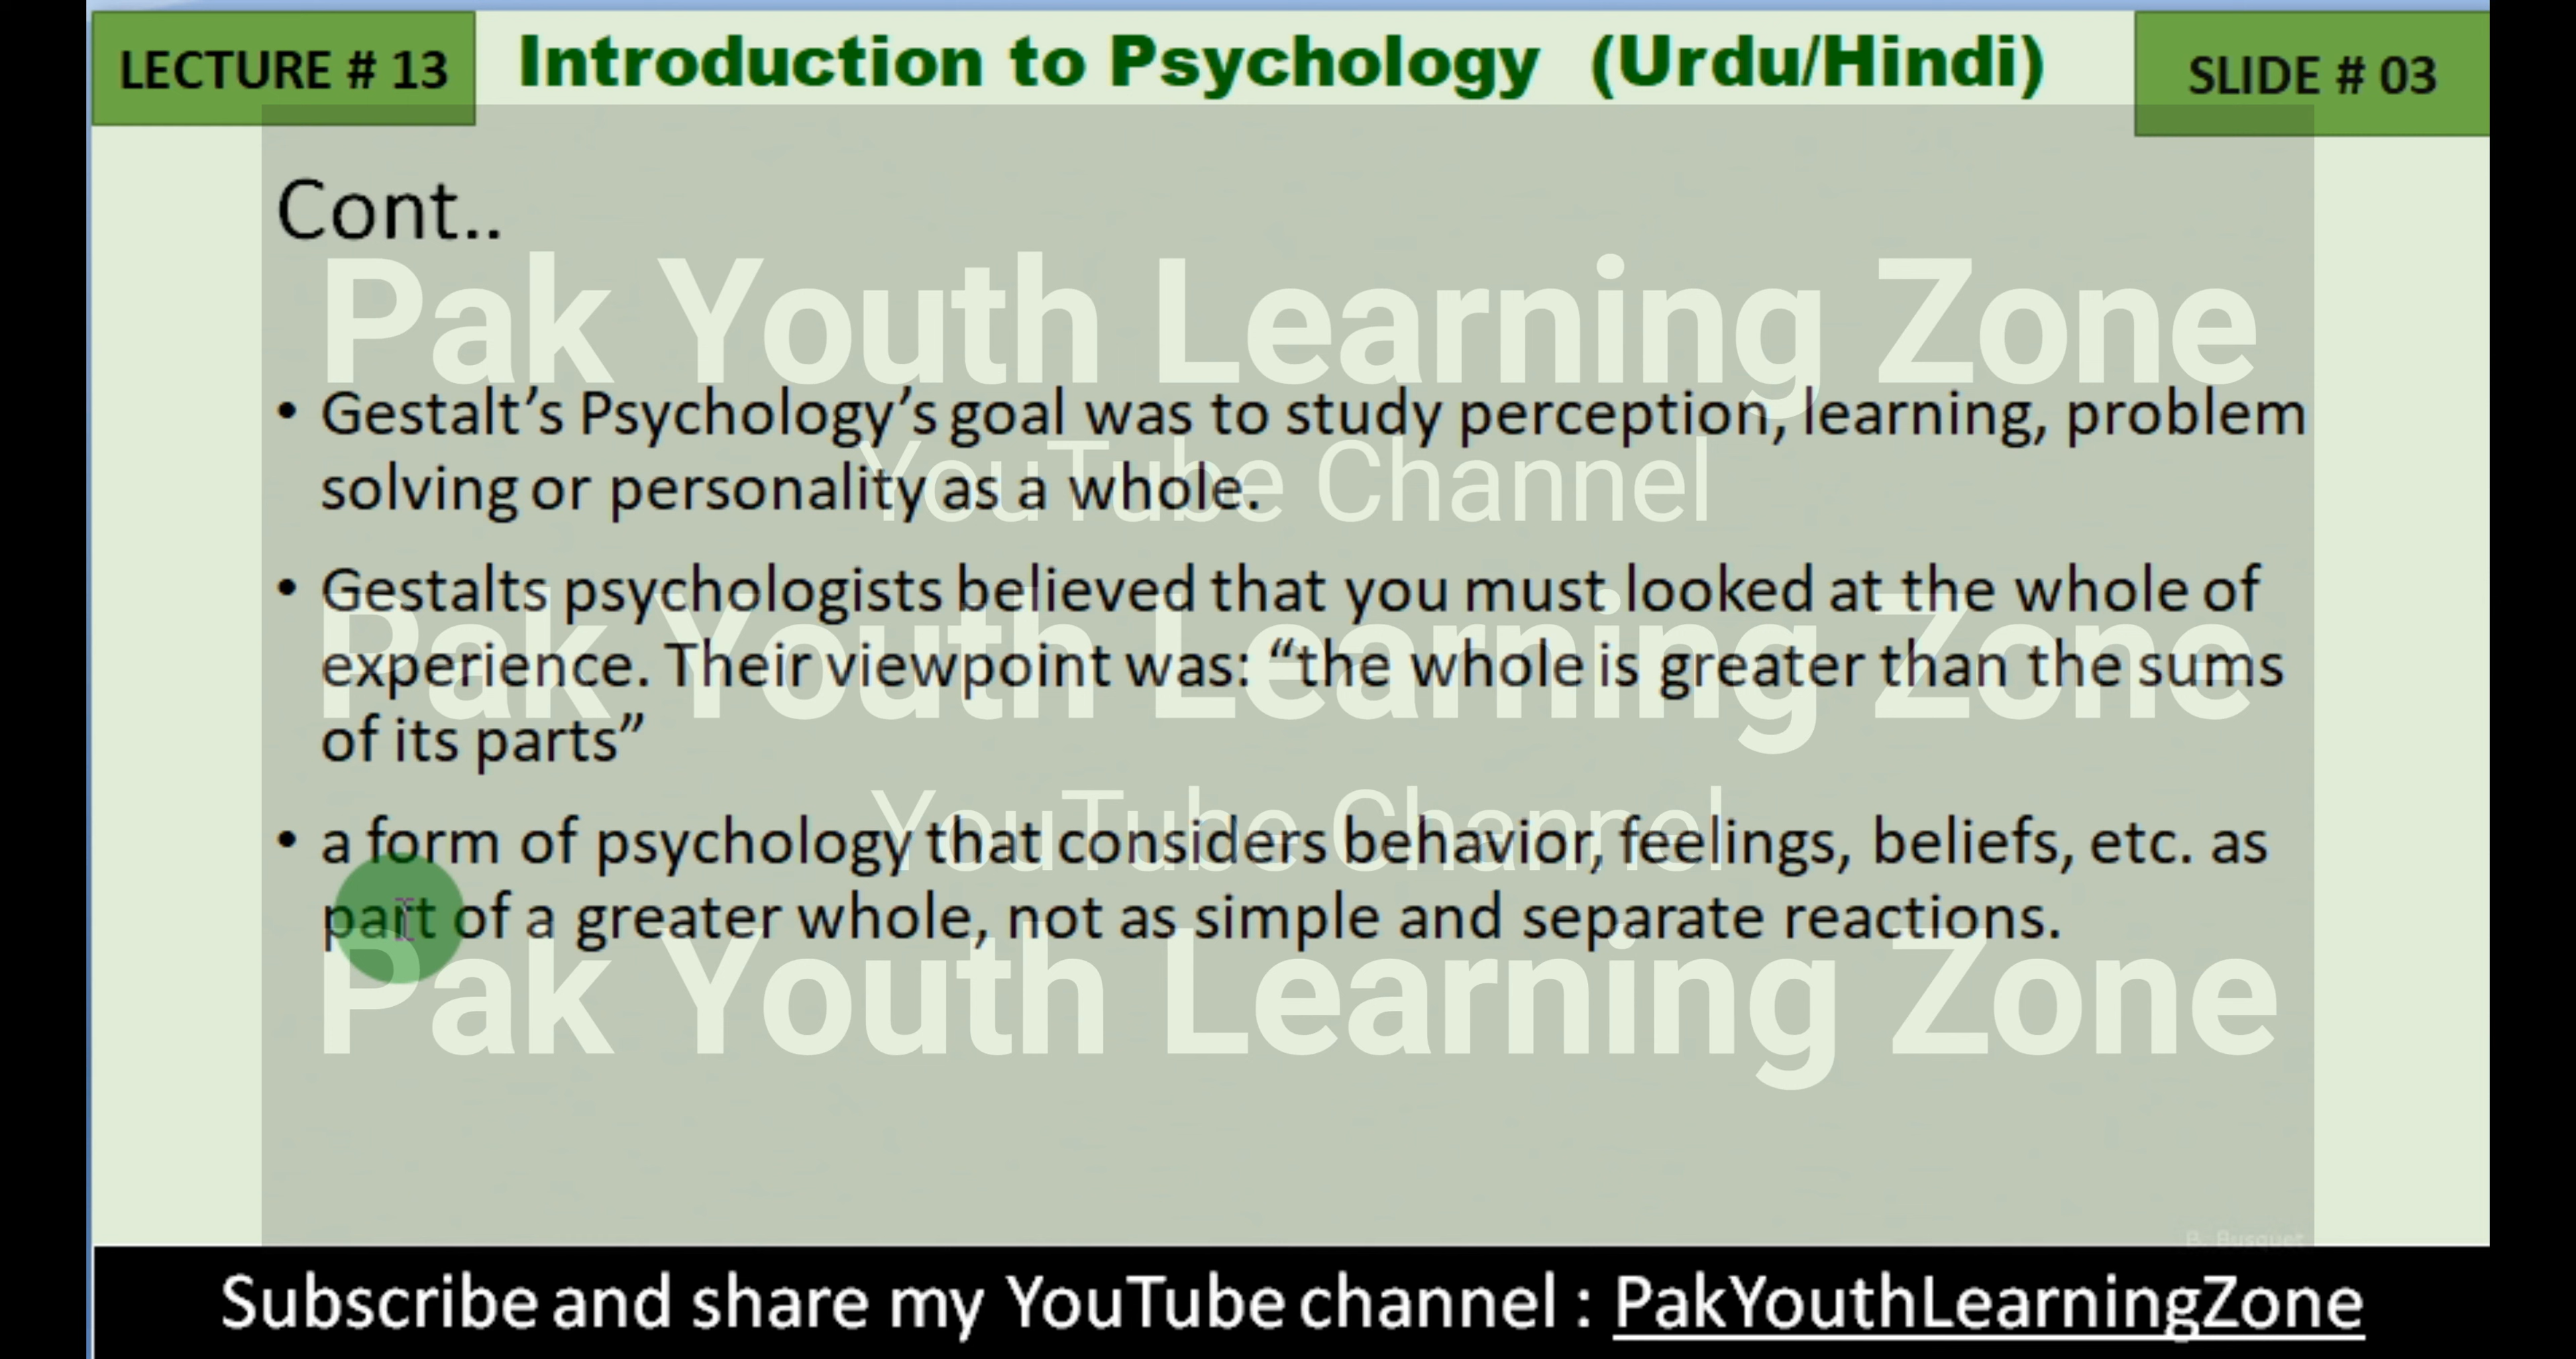 LECTURE # 13
Introduction to Psychology (Urdu/Hindi)
SLIDE # 03
Cont..
Pak Youth Learning Zone
• Gestalt’s Psychology’s goal was to study perception, learning, problem
YouTube Channel
solving or personality as a whole.
• Gestalts psychologists believed that you must looked at the whole of
Pak Youth Learning Zone
experience. Their viewpoint was: “the whole is greater than the sums
of its parts”
YouTube Channel
• a form of psychology that considers behavior, feelings, beliefs, etc. as
part of a greater whole, not as simple and separate reactions.
Pak Youth Learning Zone
B. Busquet
Subscribe and share my YouTube channel : PakYouthLearningZone